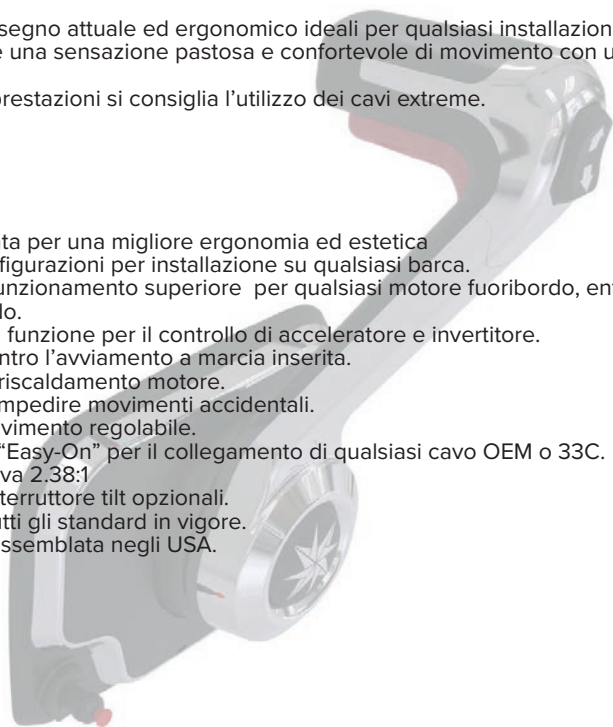 segno attuale ed ergonomico ideali per qualsiasi installazion
e una sensazione pastosa e confortevole di movimento con u
prestazioni si consiglia l’utilizzo dei cavi extreme.
ta per una migliore ergonomia ed estetica
figurazioni per installazione su qualsiasi barca.
unzionamento superiore per qualsiasi motore fuoribordo, en
do.
funzione per il controllo di acceleratore e invertitore.
ntro l’avviamento a marcia inserita.
riscaldamento motore.
mpedire movimenti accidentali.
vimento regolabile.
“Easy-On” per il collegamento di qualsiasi cavo OEM o 33C.
va 2.38:1
terruttore tilt opzionali.
utti gli standard in vigore.
assemblata negli USA.